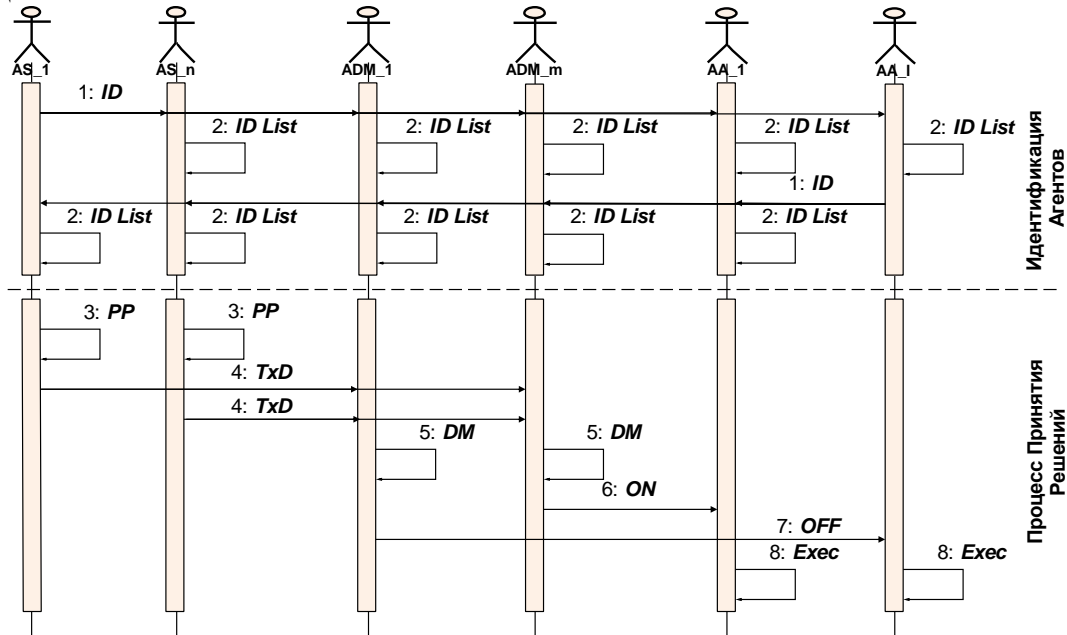 AS_1 AS_n ADM_1 ADM_m AA_1 AA_l
1: ID
2: ID List 2: ID List 2: ID List 2: ID List 2: ID List
1: ID
2: ID List 2: ID List 2: ID List 2: ID List 2: ID List
Идентификация
Агентов
3: PP 3: PP
4: TxD
4: TxD
5: DM 5: DM
6: ON
7: OFF
8: Exec 8: Exec
Процесс Принятия
Решений